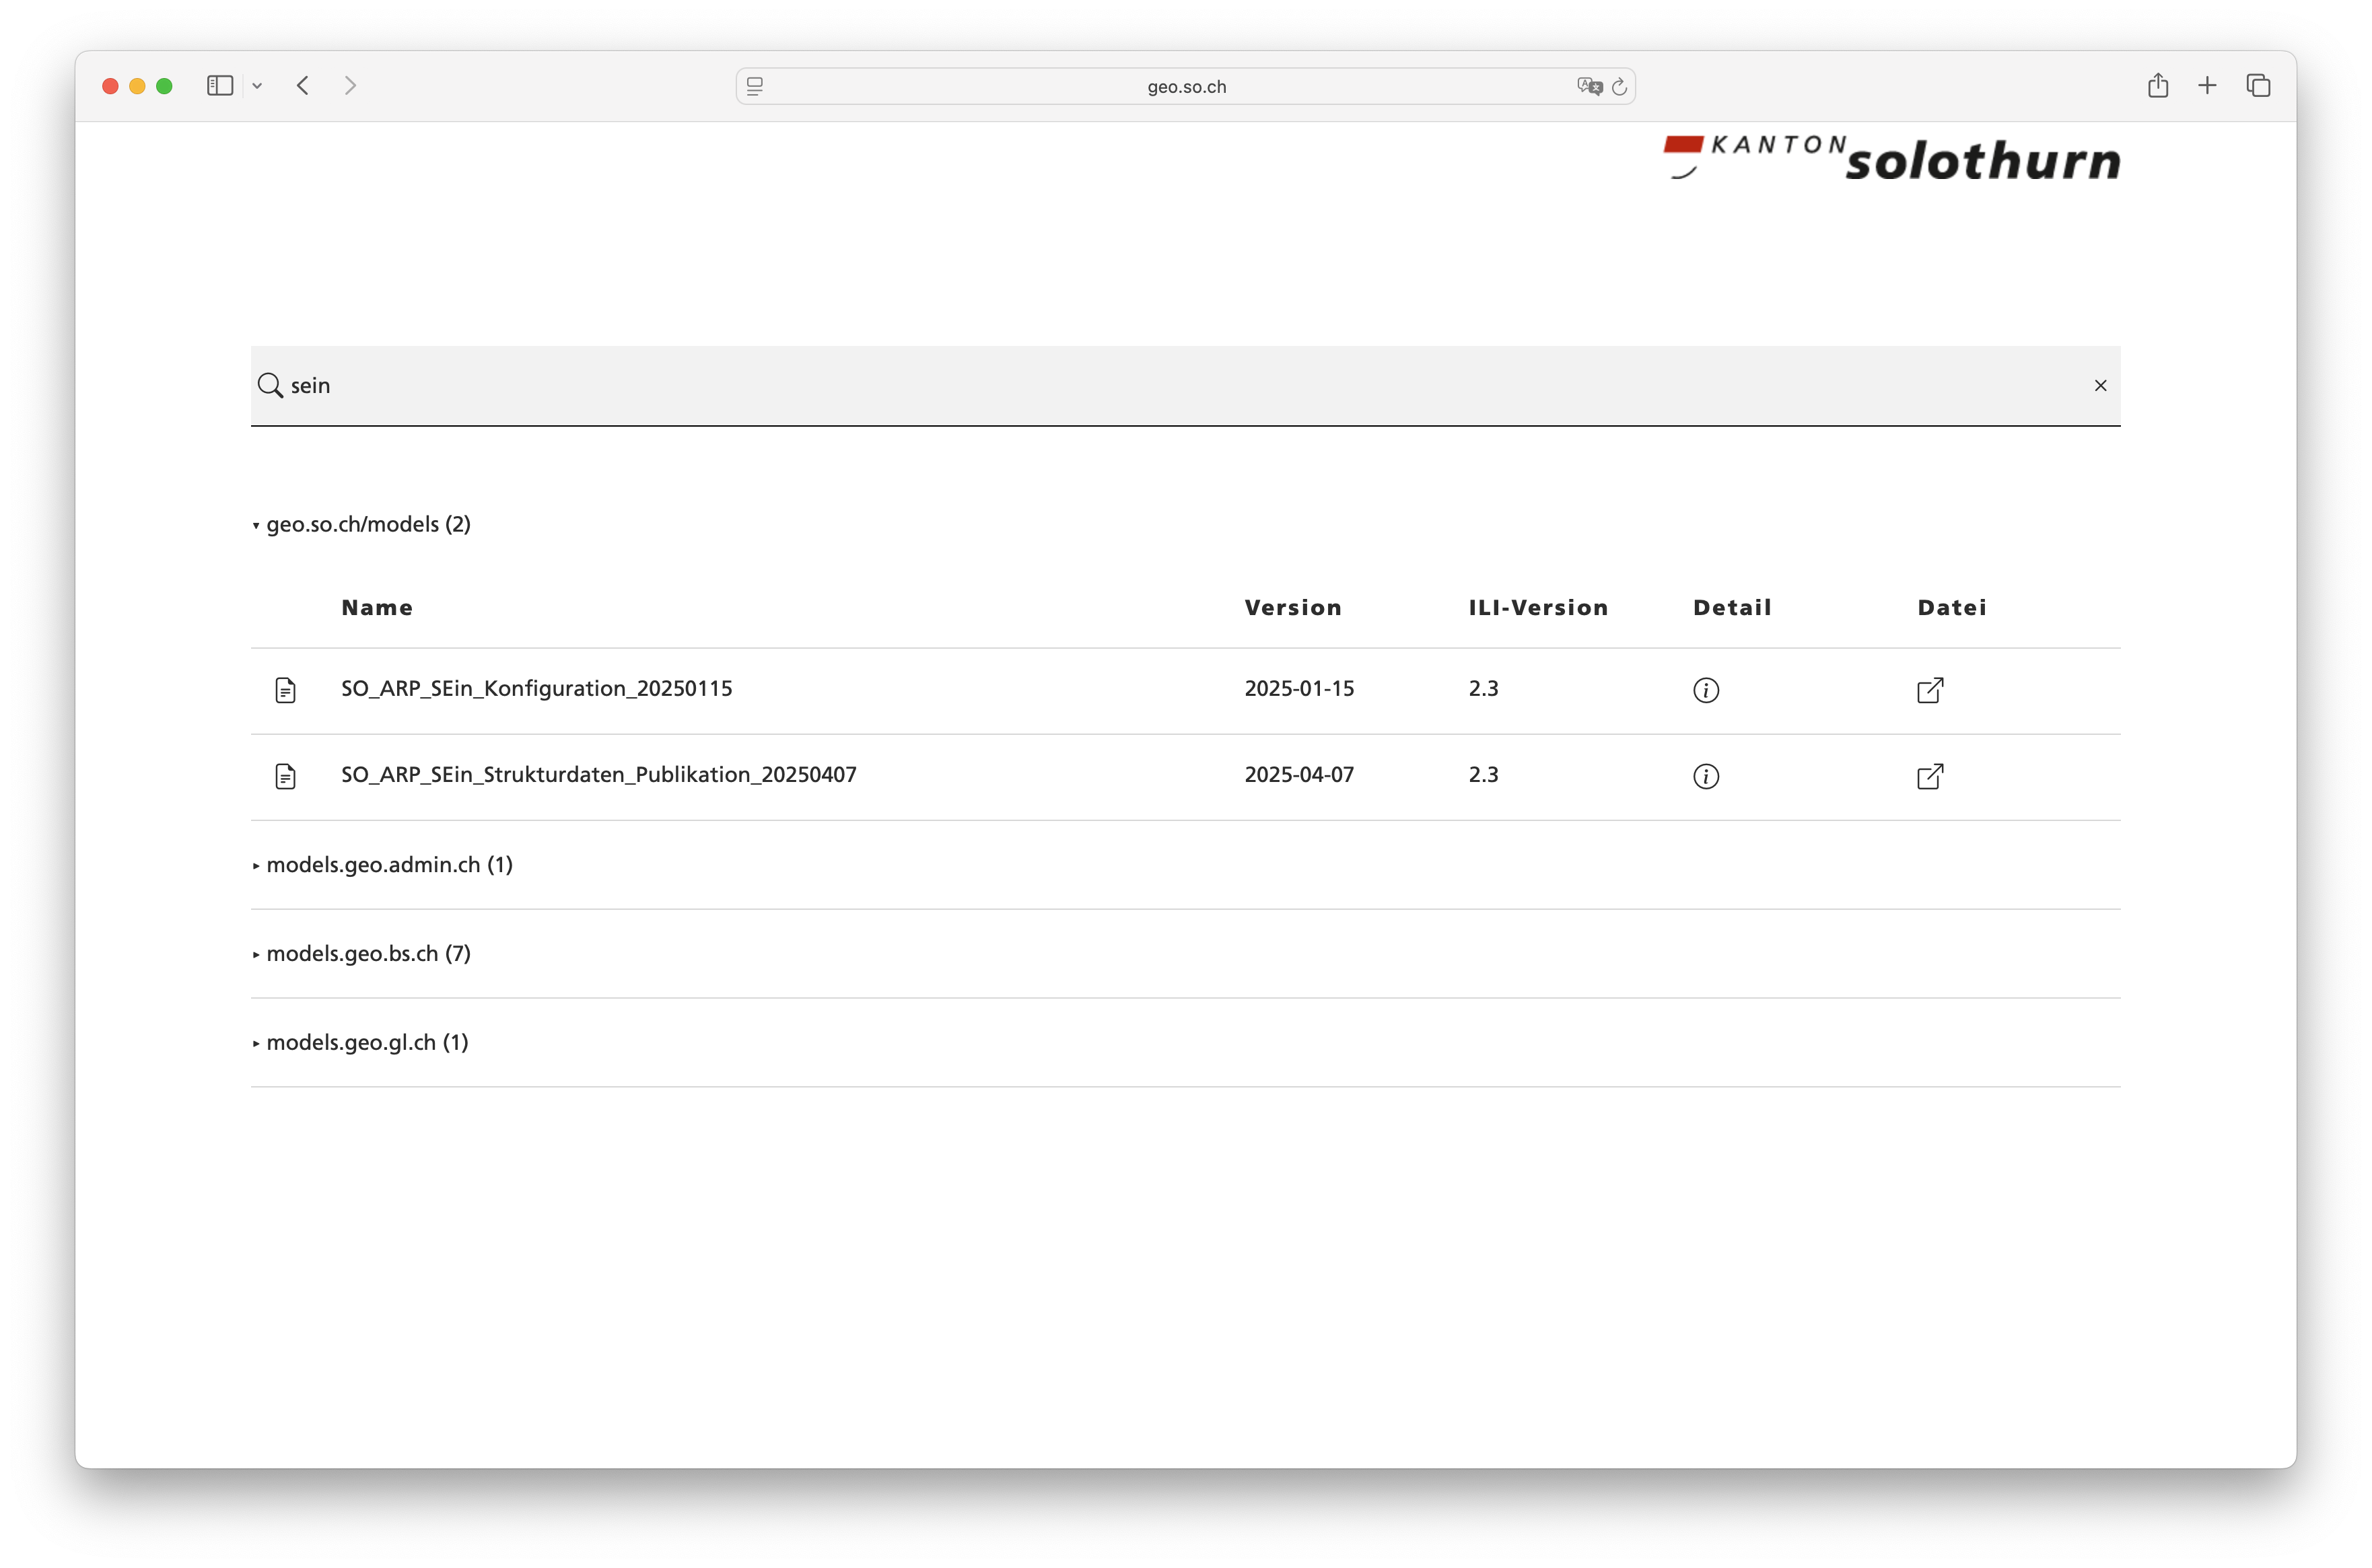 geo.so.ch
KANTON solothurn
sein
geo.so.ch/models (2)
Name Version ILI-Version Detail Datei
SO_ARP_SEin_Konfiguration_20250115 2025-01-15 2.3
SO_ARP_SEin_Strukturdaten_Publikation_20250407 2025-04-07 2.3
models.geo.admin.ch (1)
models.geo.bs.ch (7)
models.geo.gl.ch (1)